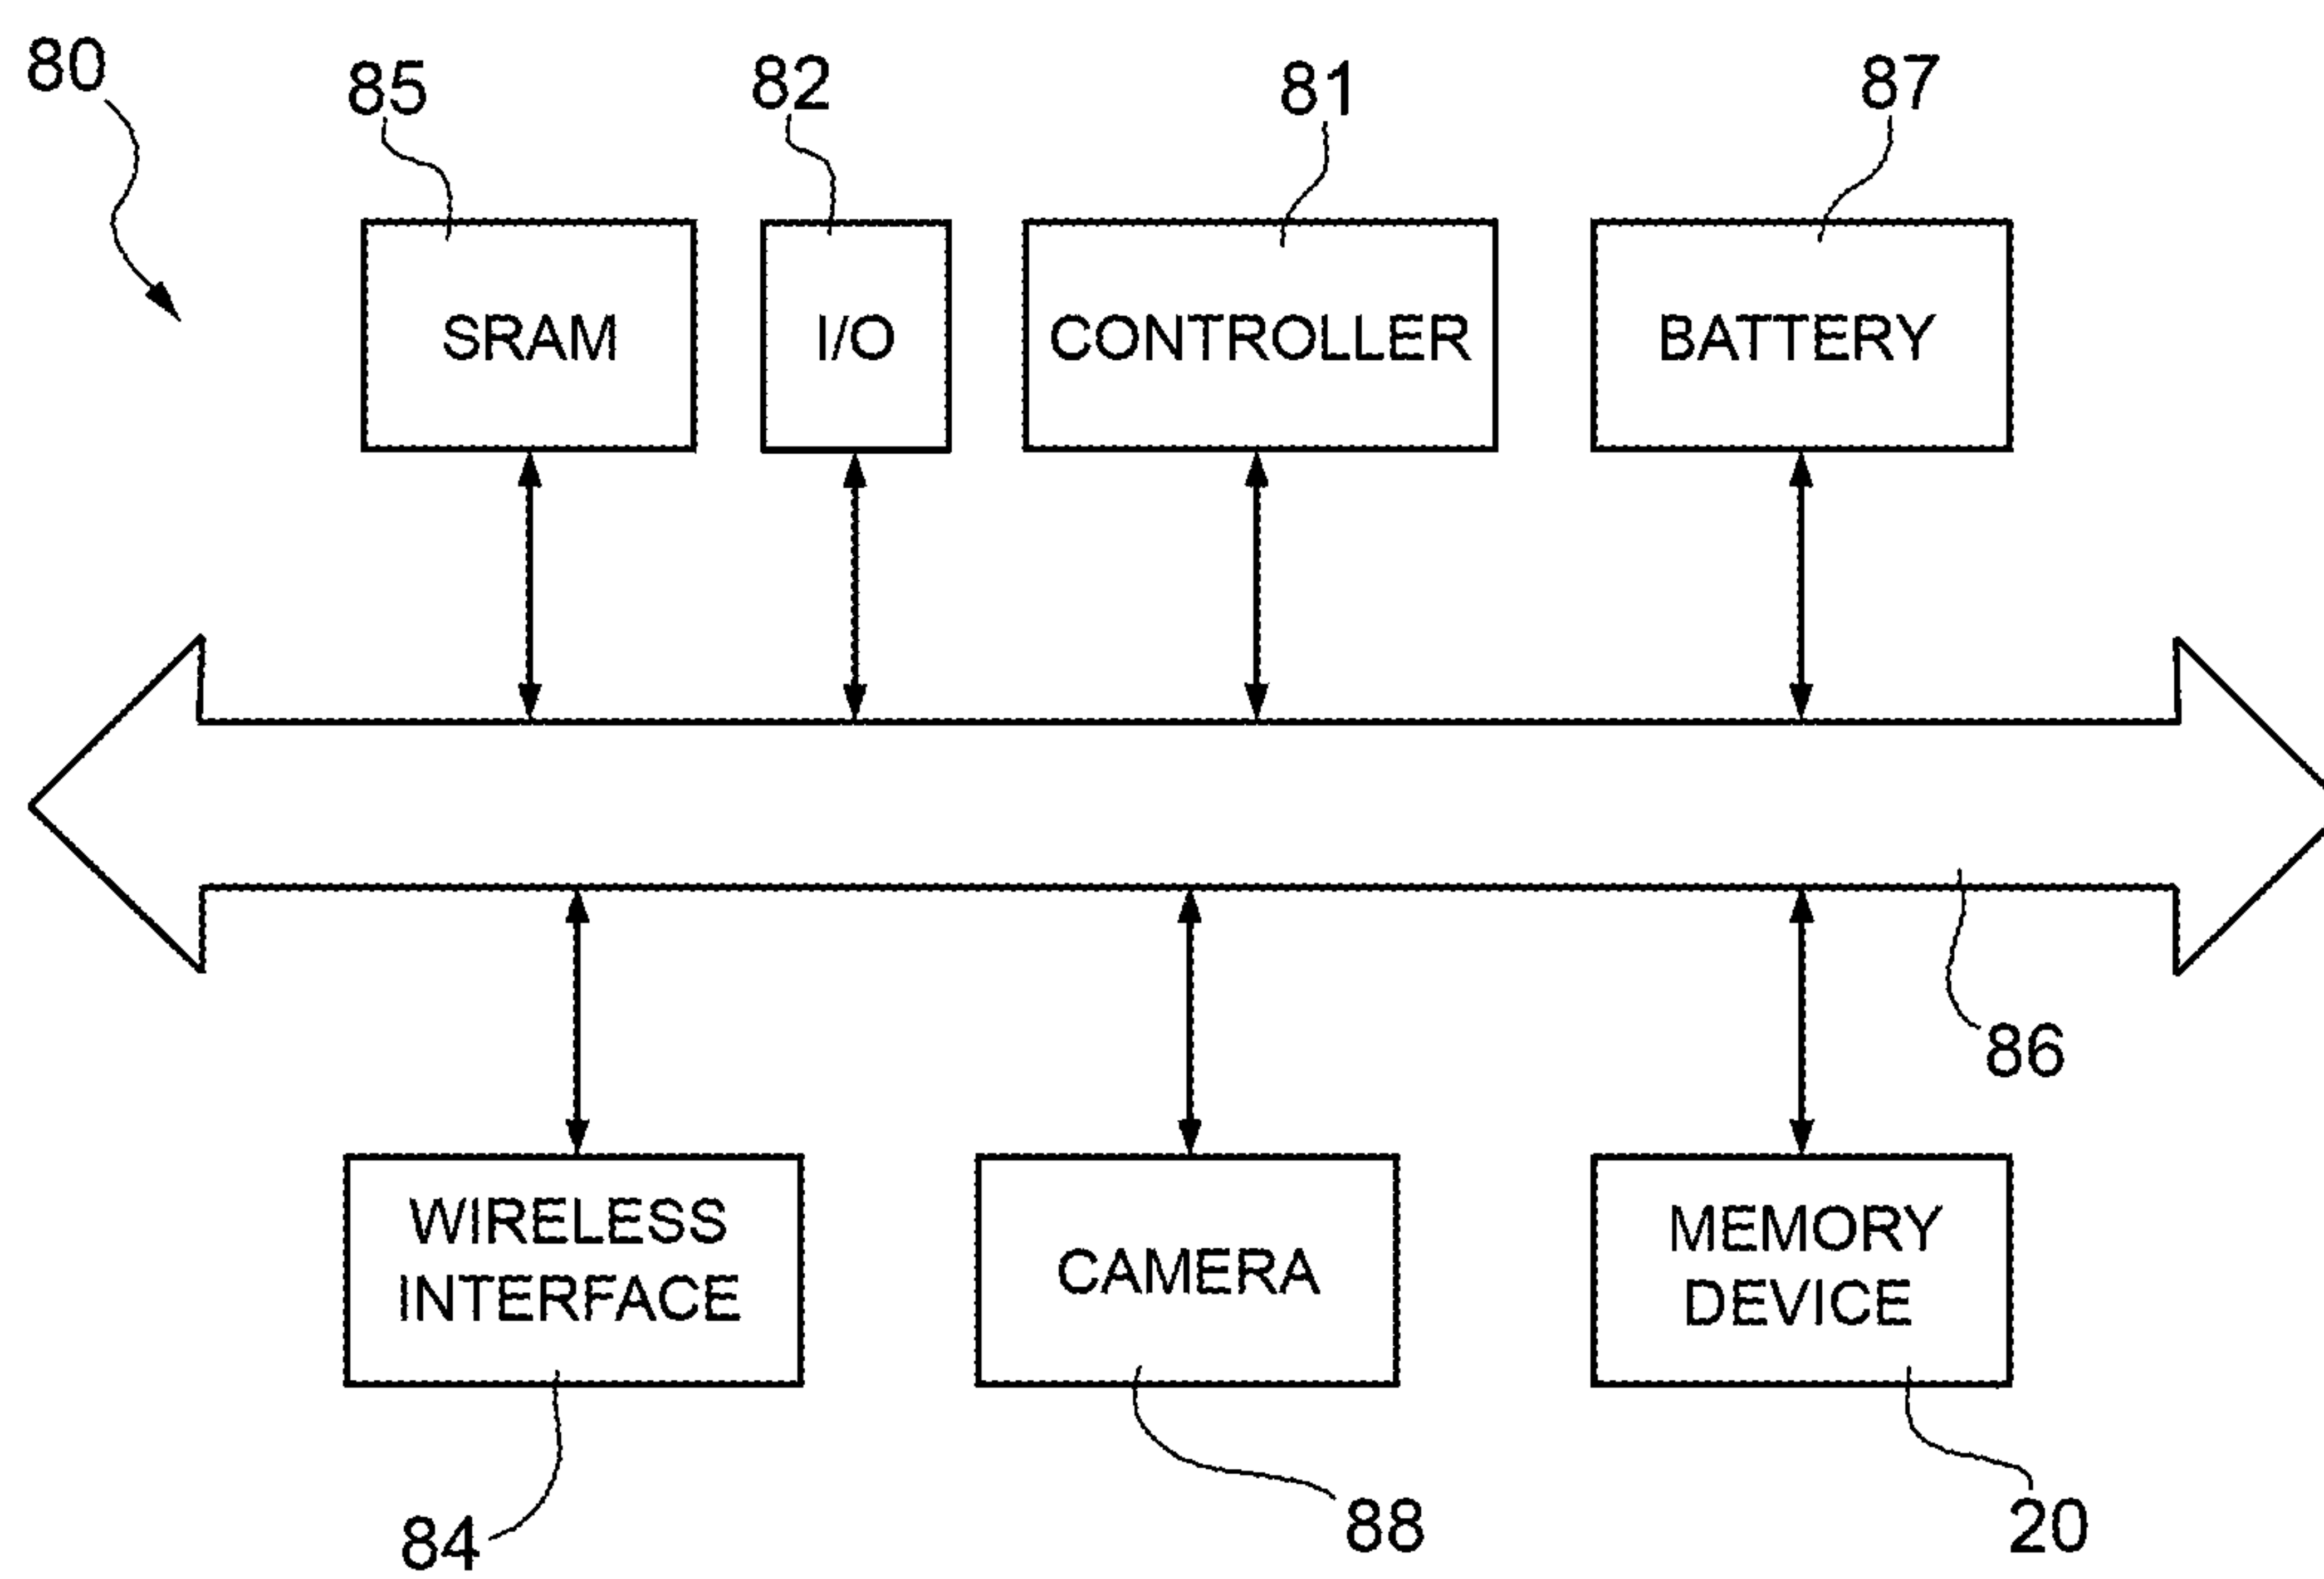 80
85
82
81
87
SRAM
I/O
CONTROLLER
BATTERY
86
WIRELESS
INTERFACE
CAMERA
MEMORY
DEVICE
84
88
20